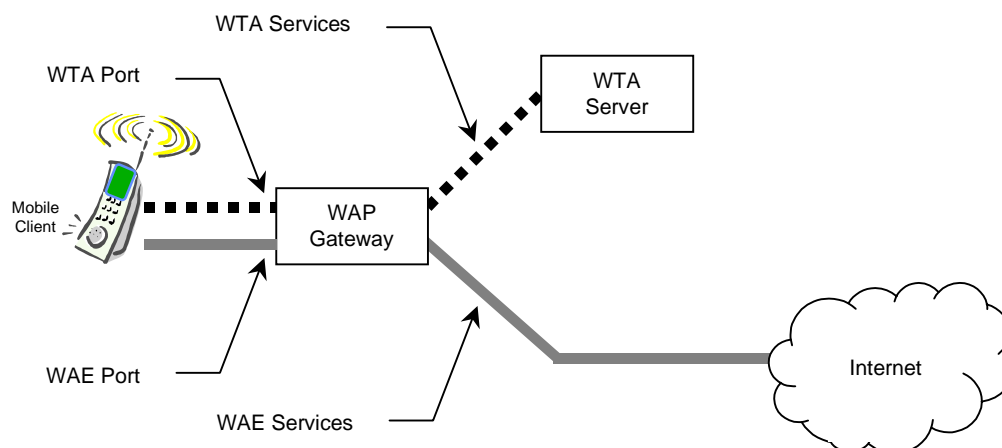 WTA Services
WTA Port
WTA
Server
Mobile
Client
WAP
Gateway
Internet
WAE Port
WAE Services